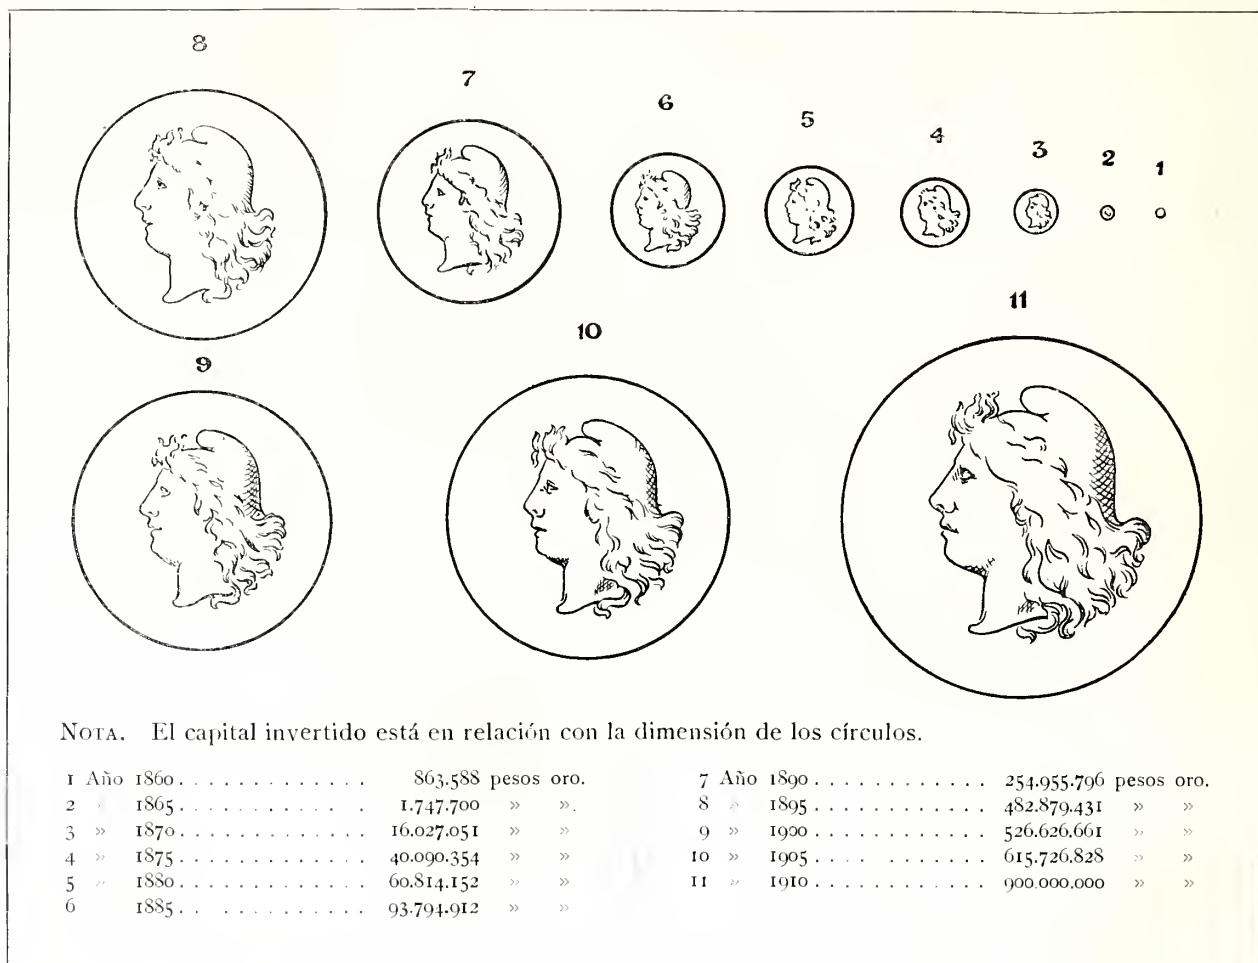 8
7
6
5
4
3
2
1
9
10
11
NOTA. El capital invertido está en relación con la dimensión de los círculos.
1 Año 1860 . . . . . . . . . . . . . 863.588 pesos oro.
2 » 1865 . . . . . . . . . . . . . 1.747.700 » ».
3 » 1870 . . . . . . . . . . . . . 16.027.051 » »
4 » 1875 . . . . . . . . . . . . . 40.090.354 » »
5 » 1880 . . . . . . . . . . . . . 60.814.152 » »
6 1885 . . . . . . . . . . . . 93.794.912 » »
7 Año 1890 . . . . . . . . . . . . . 254.955.796 pesos oro.
8 » 1895 . . . . . . . . . . . . . 482.879.431 » »
9 » 1900 . . . . . . . . . . . . . 526.626.661 » »
10 » 1905 . . . . . . . . . . . . 615.726.828 » »
11 » 1910 . . . . . . . . . . . . . 900.000.000 » »